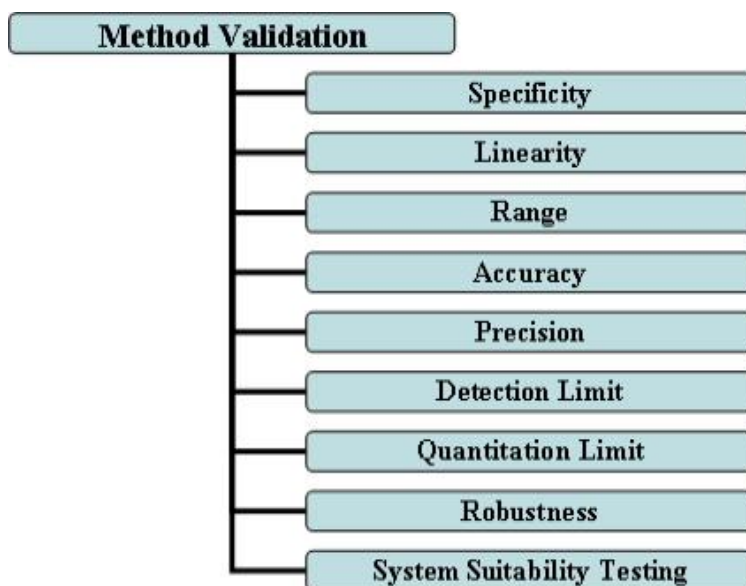 Method Validation
Specificity
Linearity
Range
Accuracy
Precision
Detection Limit
Quantitation Limit
Robustness
System Suitability Testing